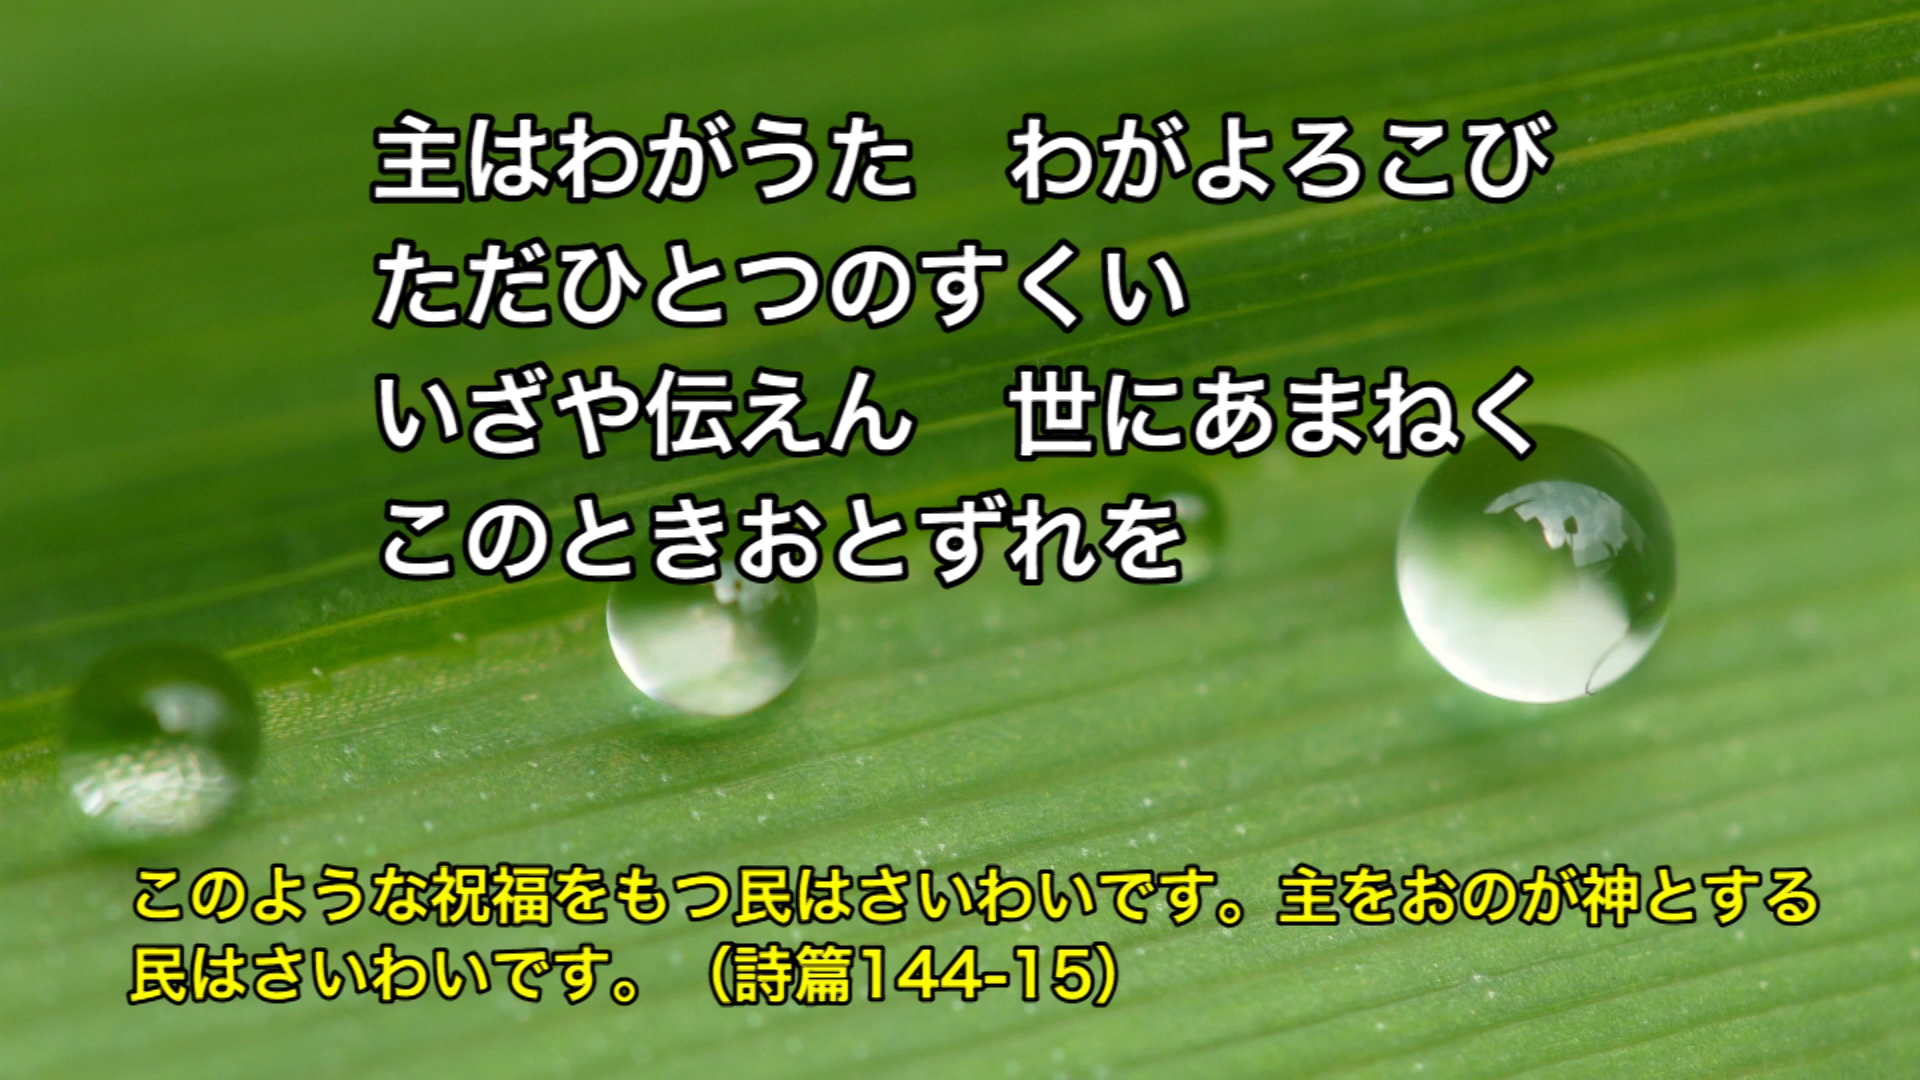 主はわがうた　わがよろこび
ただひとつのすくい
いざや伝えん　世にあまねく
このときおとずれを
このような祝福をもつ民はさいわいです。主をおのが神とする
民はさいわいです。（詩篇144-15）